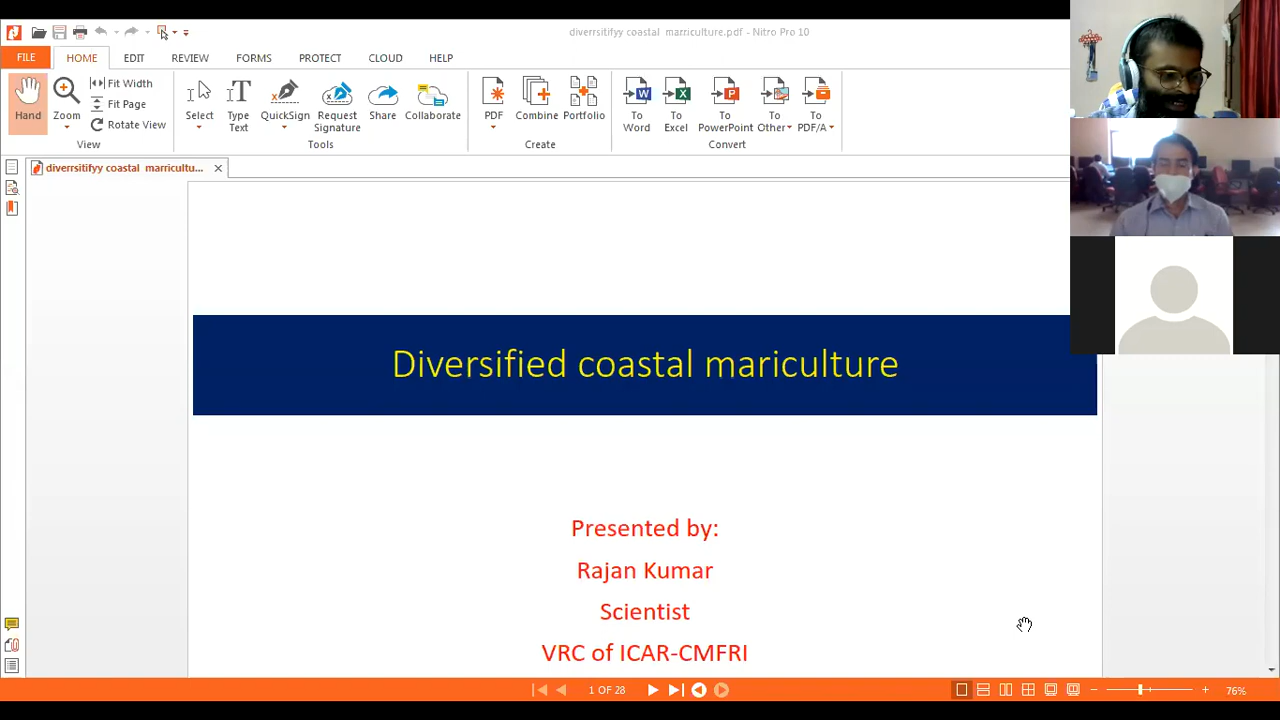 diverrsitifyy coastal marriculture.pdf - Nitro Pro 10
FILE
HOME
EDIT
REVIEW
FORMS
PROTECT
CLOUD
HELP
Hand
Zoom
Fit Width
Fit Page
Rotate View
View
Select
Type Text
QuickSign
Request Signature
Share
Collaborate
Tools
PDF
Combine
Portfolio
Create
To Word
To Excel
To PowerPoint
To Other
To PDF/A
Convert
diverrsitifyy coastal marricultu...
Diversified coastal mariculture
Presented by:
Rajan Kumar
Scientist
VRC of ICAR-CMFRI
1 OF 28
76%